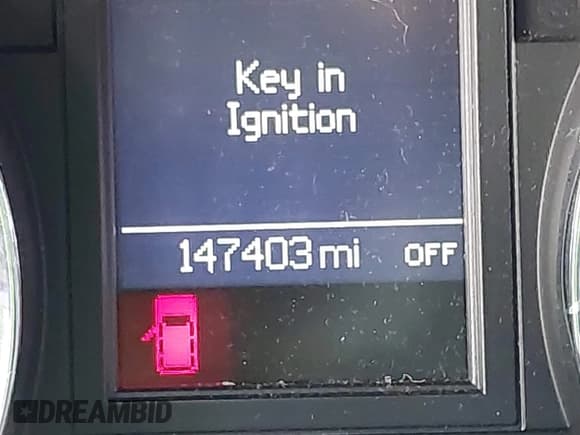 Key in
Ignition
147403 mi OFF
DREAMBID